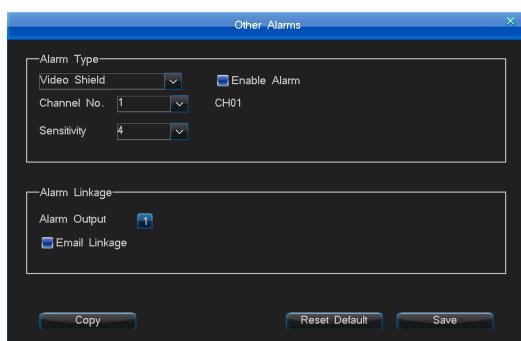 Other Alarms
Alarm Type
Video Shield Enable Alarm
Channel No. 1 CH01
Sensitivity 4
Alarm Linkage
Alarm Output 1
Email Linkage
Copy Reset Default Save